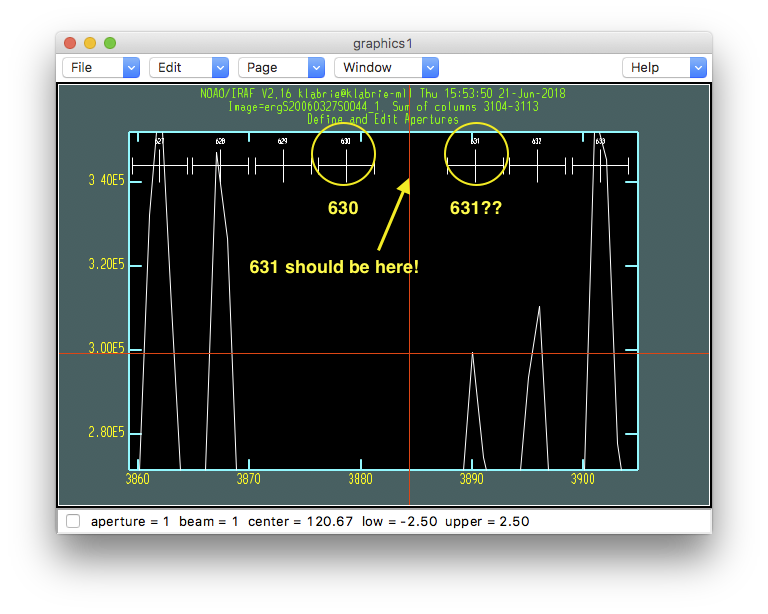 graphics1
File Edit Page Window Help
NOAO/IRAF V2.16 klabrie@klabrie-ml1 Thu 15:53:50 21-Jun-2018
Image=ergS20060327S0044_1, Sum of columns 3104-3113
Define and Edit Apertures
627 628 629 630 631 632 633
3 40E5
630 631??
631 should be here!
3.20E5
3.00E5
2.80E5
3860 3870 3880 3890 3900
aperture = 1 beam = 1 center = 120.67 low = -2.50 upper = 2.50